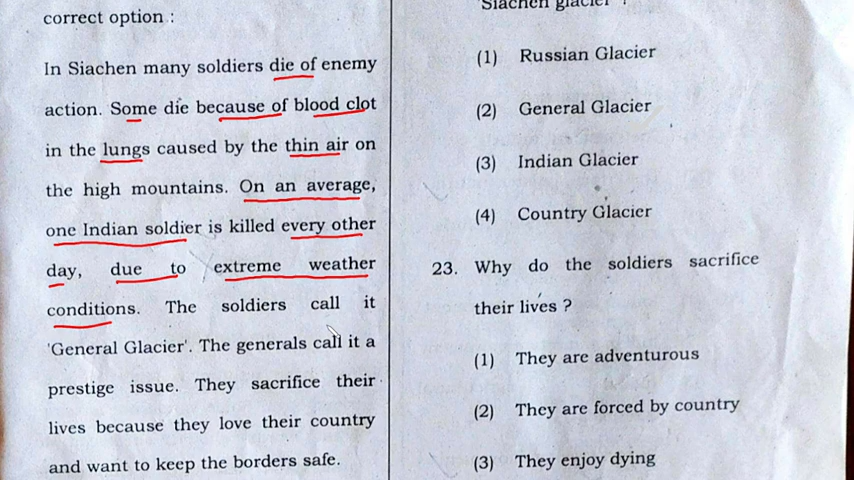 correct option :
In Siachen many soldiers die of enemy
action. Some die because of blood clot
in the lungs caused by the thin air on
the high mountains. On an average,
one Indian soldier is killed every other
day, due to extreme weather
conditions. The soldiers call it
'General Glacier'. The generals call it a
prestige issue. They sacrifice their
lives because they love their country
and want to keep the borders safe.
'Siachen glacier' ?
(1) Russian Glacier
(2) General Glacier
(3) Indian Glacier
(4) Country Glacier
23. Why do the soldiers sacrifice
their lives ?
(1) They are adventurous
(2) They are forced by country
(3) They enjoy dying